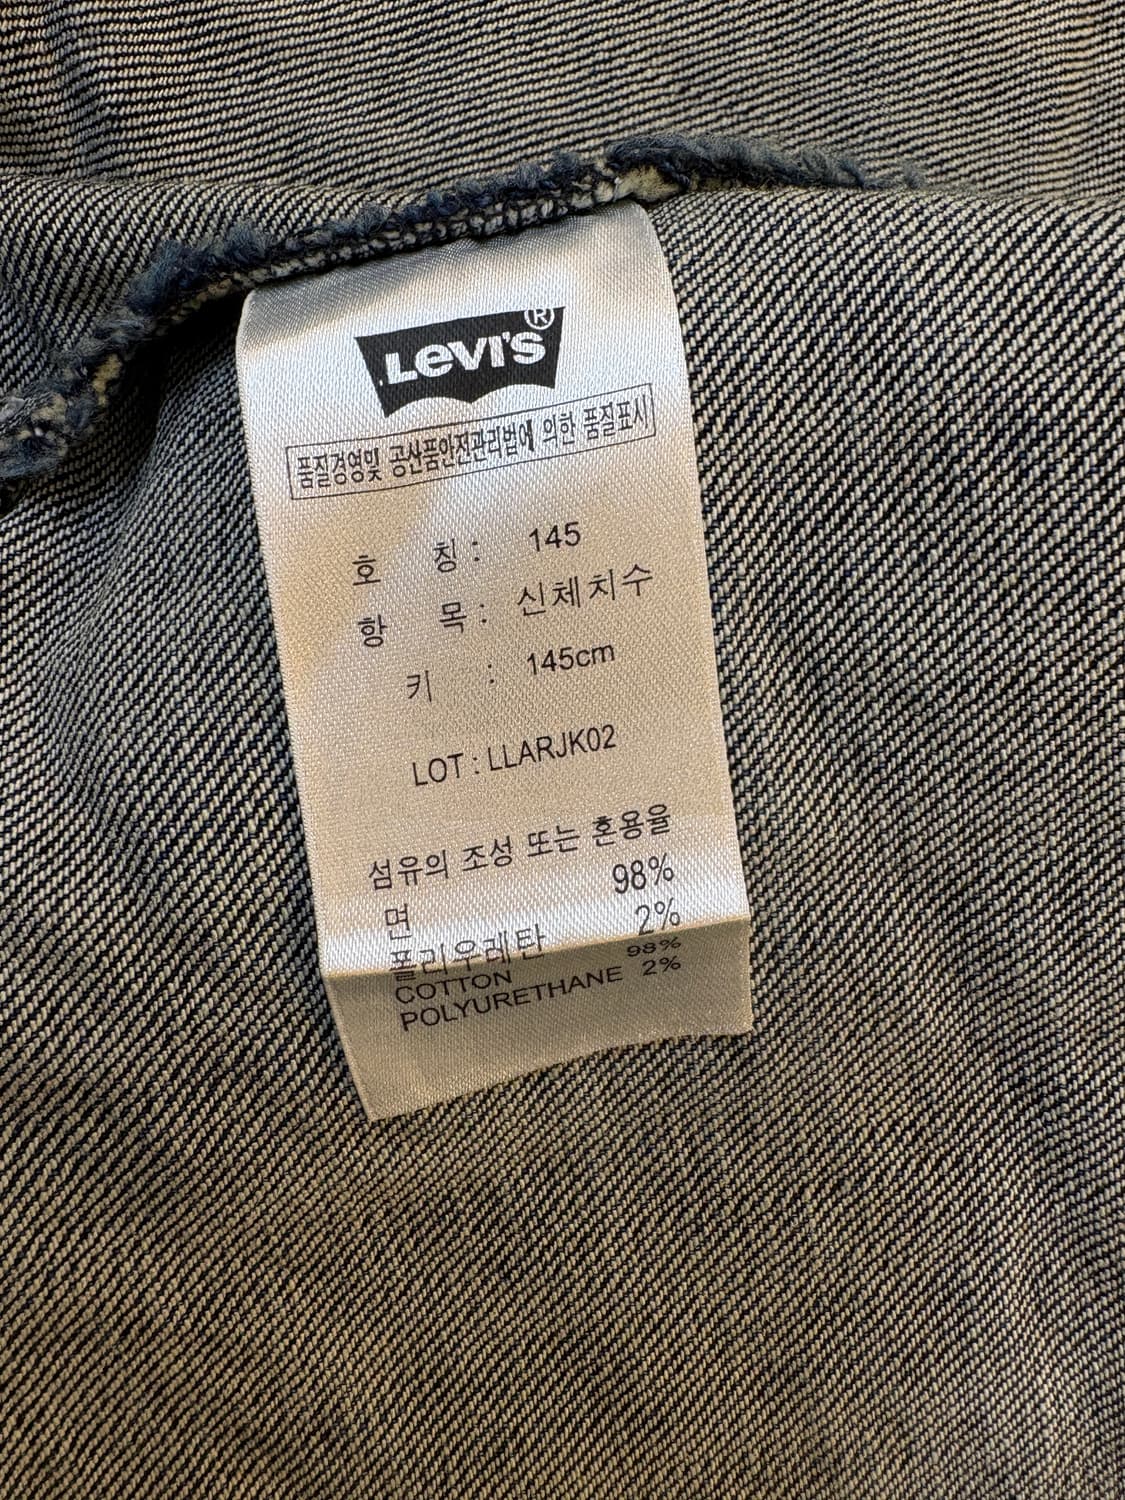 LEVI'S®
품질경영및 공산품안전관리법에 의한 품질표시
호 칭 : 145
항 목 : 신체치수
키 : 145cm
LOT : LLARJK02
섬유의 조성 또는 혼용율
면 98%
폴리우레탄 2%
COTTON 98%
POLYURETHANE 2%